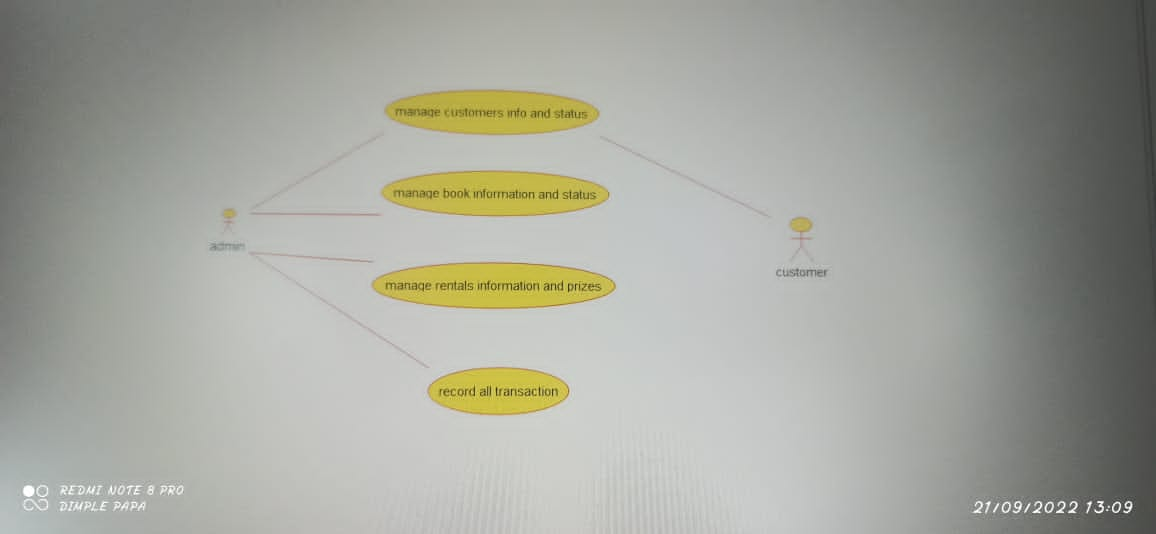 manage customers info and status
manage book information and status
admin
customer
manage rentals information and prizes
record all transaction
REDMI NOTE 8 PRO
DIMPLE PAPA
21/09/2022 13:09